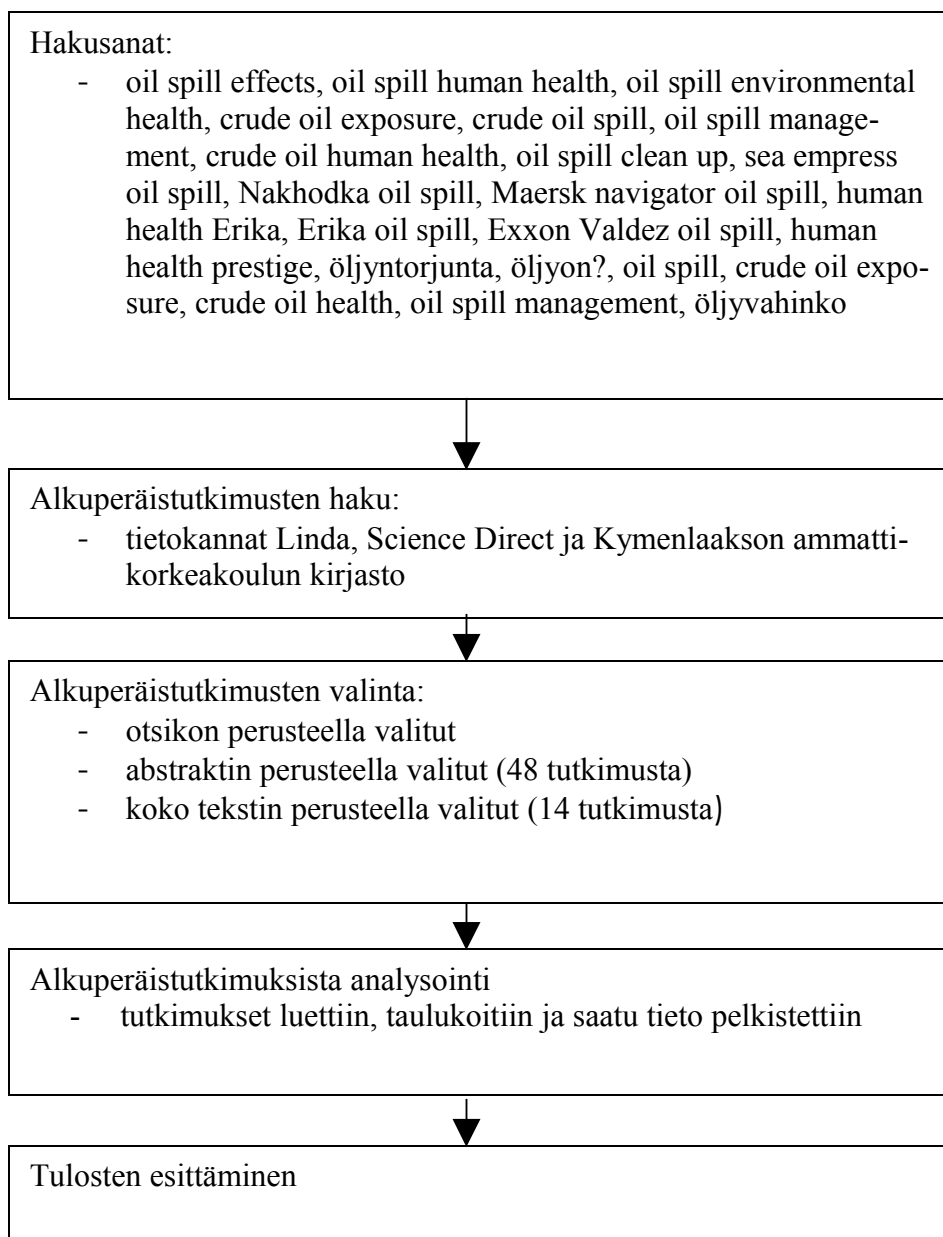 Hakusanat:
- oil spill effects, oil spill human health, oil spill environmental
health, crude oil exposure, crude oil spill, oil spill manage-
ment, crude oil human health, oil spill clean up, sea empress
oil spill, Nakhodka oil spill, Maersk navigator oil spill, human
health Erika, Erika oil spill, Exxon Valdez oil spill, human
health prestige, öljyntorjunta, öljyon?, oil spill, crude oil expo-
sure, crude oil health, oil spill management, öljyvahinko
Alkuperäistutkimusten haku:
- tietokannat Linda, Science Direct ja Kymenlaakson ammatti-
korkeakoulun kirjasto
Alkuperäistutkimusten valinta:
- otsikon perusteella valitut
- abstraktin perusteella valitut (48 tutkimusta)
- koko tekstin perusteella valitut (14 tutkimusta)
Alkuperäistutkimuksista analysointi
- tutkimukset luettiin, taulukoitiin ja saatu tieto pelkistettiin
Tulosten esittäminen